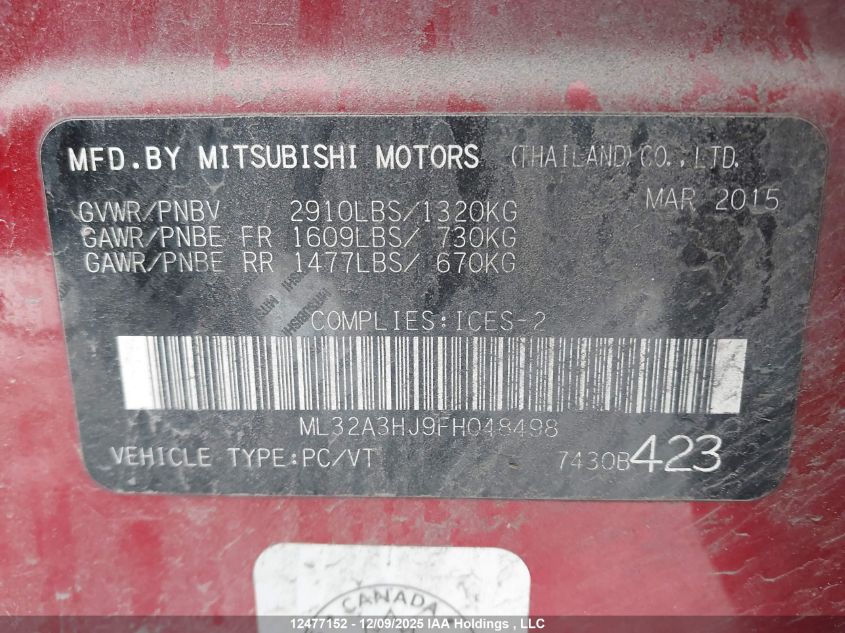 MFD.BY MITSUBISHI MOTORS (THAILAND) CO.,LTD.
MAR 2015
GVWR/PNBV 2910LBS/1320KG
GAWR/PNBE FR 1609LBS/ 730KG
GAWR/PNBE RR 1477LBS/ 670KG
COMPLIES:ICES-2
ML32A3HJ9FH048498
VEHICLE TYPE:PC/VT 7430B423
CANADA
12477152 - 12/09/2025 IAA Holdings , LLC